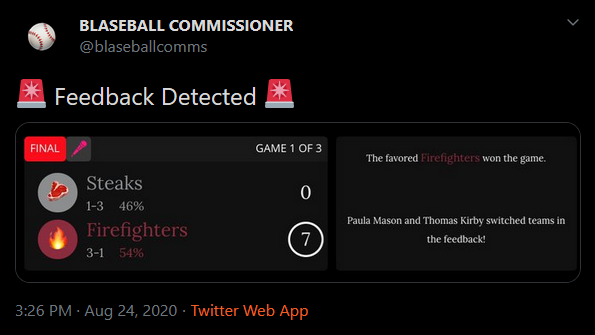 BLASEBALL COMMISSIONER
@blaseballcomms
🚨 Feedback Detected 🚨
FINAL
GAME 1 OF 3
Steaks
0
1-3 46%
Firefighters
7
3-1 54%
The favored Firefighters won the game.
Paula Mason and Thomas Kirby switched teams in
the feedback!
3:26 PM · Aug 24, 2020 · Twitter Web App